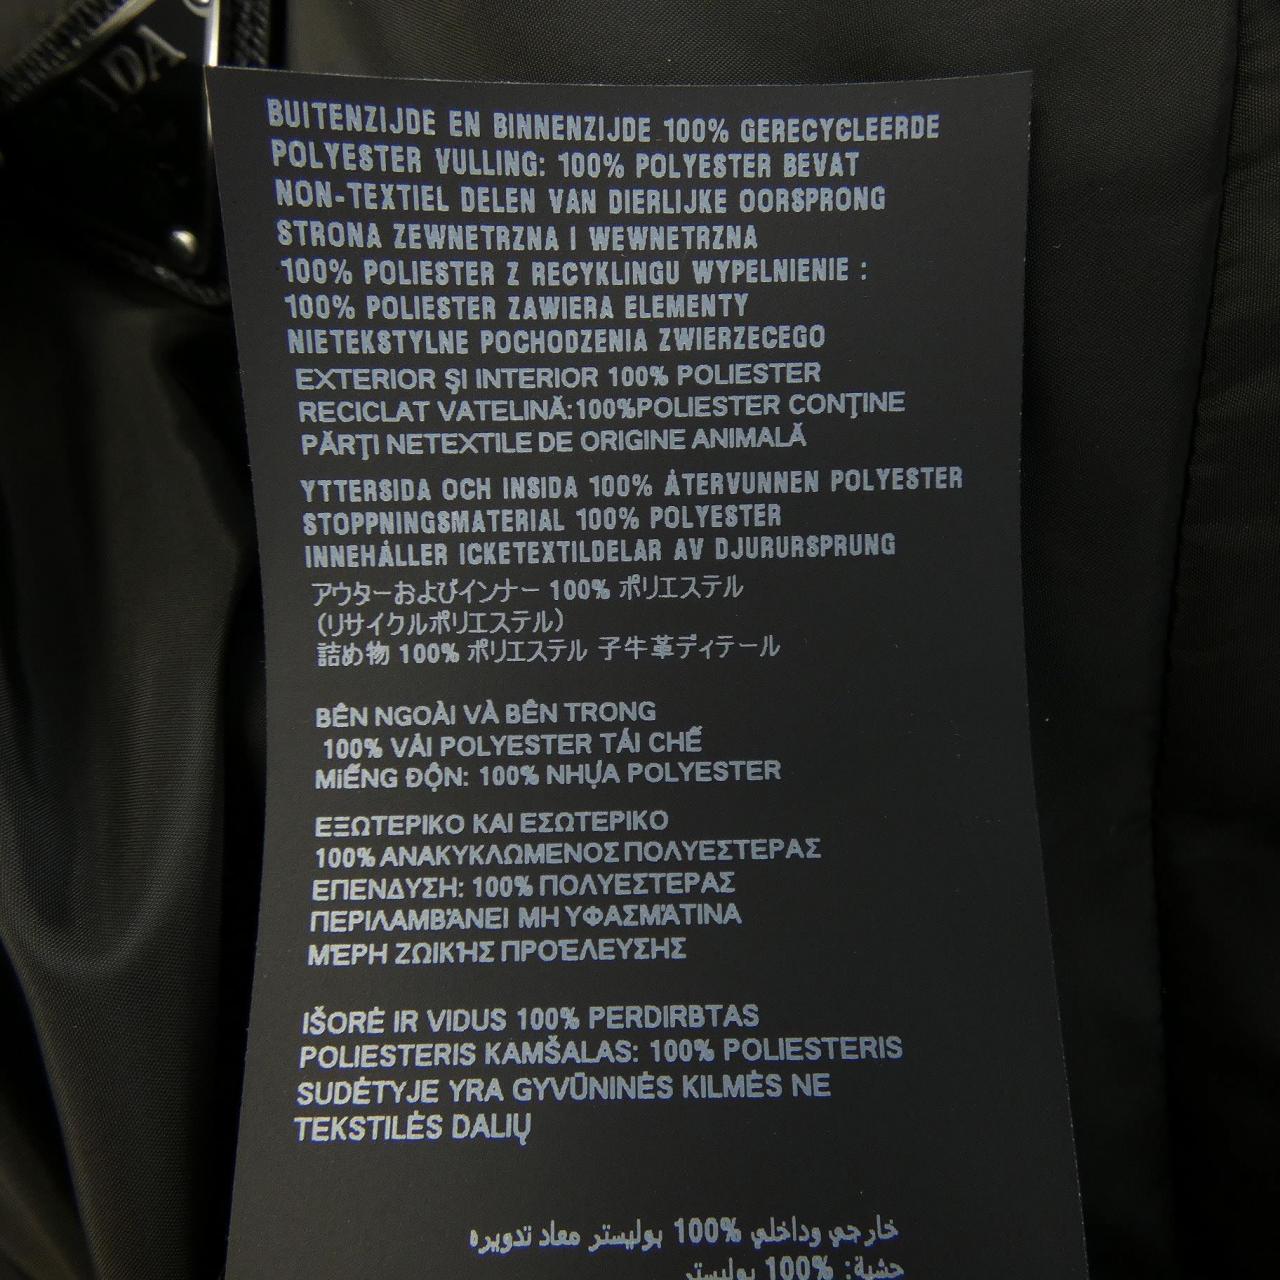 ADA
BUITENZIJDE EN BINNENZIJDE 100% GERECYCLEERDE
POLYESTER VULLING: 100% POLYESTER BEVAT
NON-TEXTIEL DELEN VAN DIERLIJKE OORSPRONG
STRONA ZEWNETRZNA I WEWNETRZNA
100% POLIESTER Z RECYKLINGU WYPELNIENIE :
100% POLIESTER ZAWIERA ELEMENTY
NIETEKSTYLNE POCHODZENIA ZWIERZECEGO
EXTERIOR ŞI INTERIOR 100% POLIESTER
RECICLAT VATELINĂ:100%POLIESTER CONŢINE
PĂRŢI NETEXTILE DE ORIGINE ANIMALĂ
YTTERSIDA OCH INSIDA 100% ÅTERVUNNEN POLYESTER
STOPPNINGSMATERIAL 100% POLYESTER
INNEHÅLLER ICKETEXTILDELAR AV DJURURSPRUNG
アウターおよびインナー 100% ポリエステル
(リサイクルポリエステル)
詰め物 100% ポリエステル 子牛革ディテール
BÊN NGOÀI VÀ BÊN TRONG
100% VẢI POLYESTER TÁI CHẾ
MIẾNG ĐỘN: 100% NHỰA POLYESTER
ΕΞΩΤΕΡΙΚΟ ΚΑΙ ΕΣΩΤΕΡΙΚΟ
100% ΑΝΑΚΥΚΛΩΜΕΝΟΣ ΠΟΛΥΕΣΤΕΡΑΣ
ΕΠΕΝΔΥΣΗ: 100% ΠΟΛΥΕΣΤΕΡΑΣ
ΠΕΡΙΛΑΜΒΆΝΕΙ ΜΗ ΥΦΑΣΜΆΤΙΝΑ
ΜΈΡΗ ΖΩΙΚΉΣ ΠΡΟΈΛΕΥΣΗΣ
IŠORĖ IR VIDUS 100% PERDIRBTAS
POLIESTERIS KAMŠALAS: 100% POLIESTERIS
SUDĖTYJE YRA GYVŪNINĖS KILMĖS NE
TEKSTILĖS DALIŲ
خارجي وداخلي 100% بوليستر معاد تدويره
حشية: 100% بوليستر